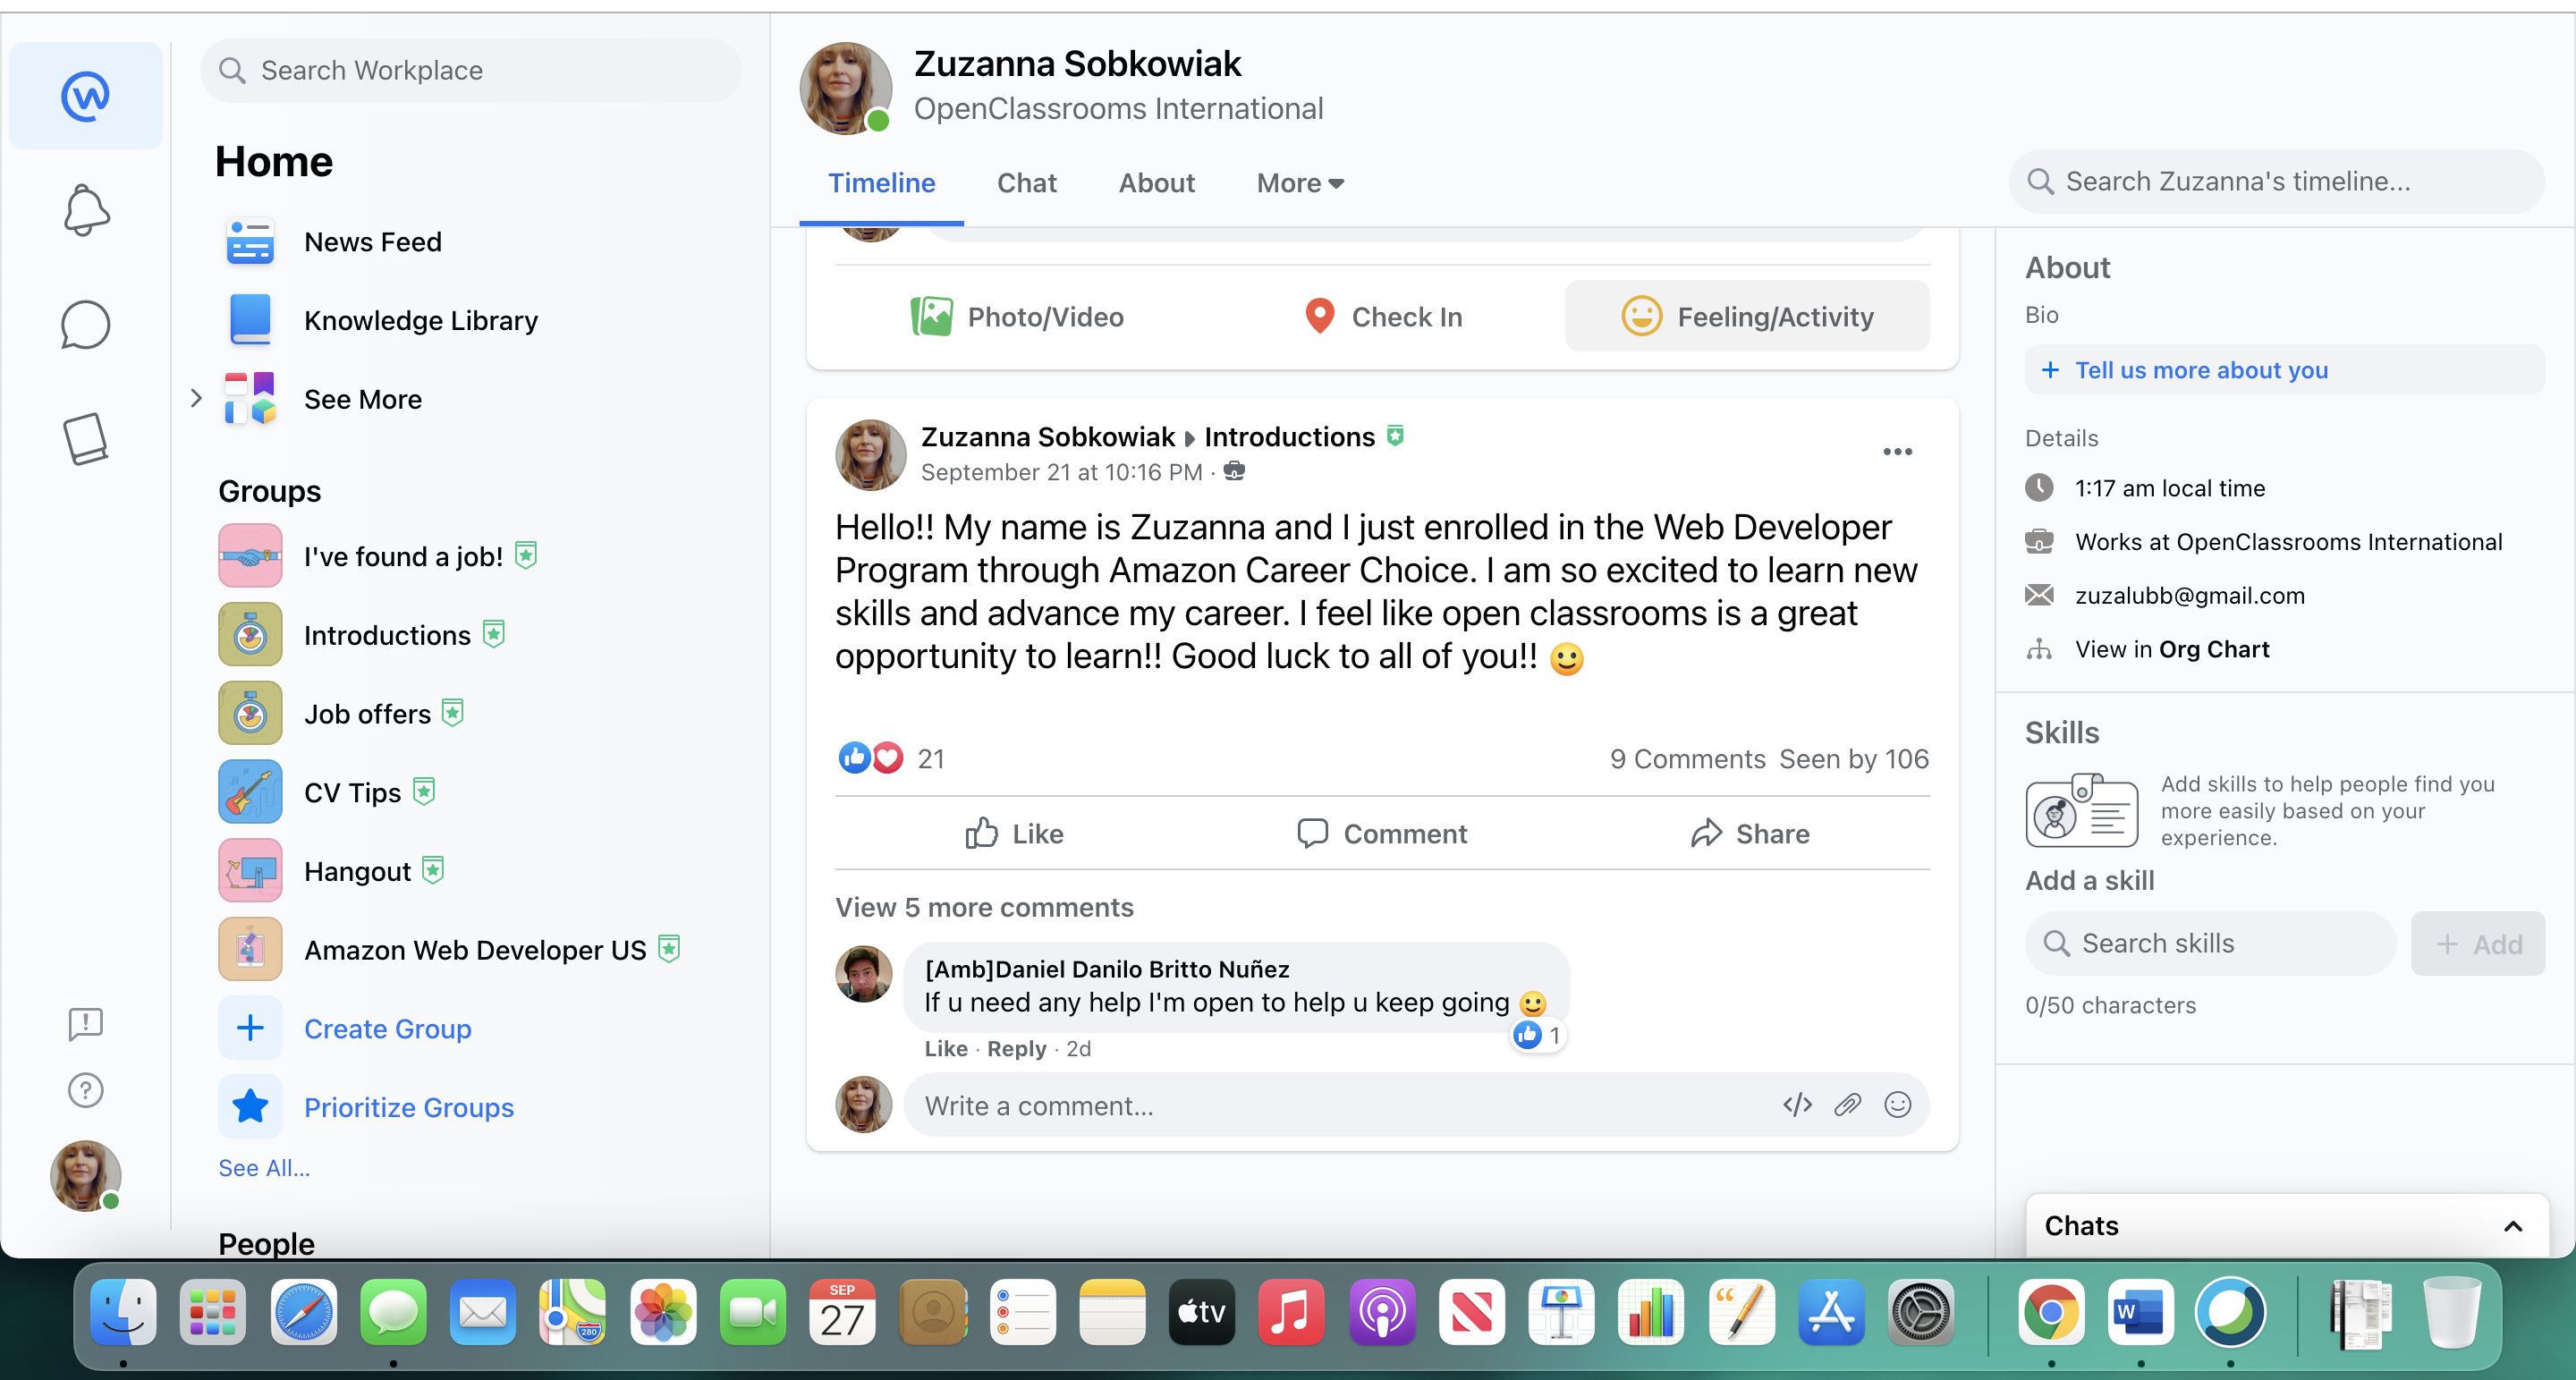 Search Workplace
Home
News Feed
Knowledge Library
See More
Groups
I've found a job!
Introductions
Job offers
CV Tips
Hangout
Amazon Web Developer US
Create Group
Prioritize Groups
See All...
People
Zuzanna Sobkowiak
OpenClassrooms International
Timeline
Chat
About
More
Search Zuzanna's timeline...
Photo/Video
Check In
Feeling/Activity
Zuzanna Sobkowiak Introductions
September 21 at 10:16 PM ·
Hello!! My name is Zuzanna and I just enrolled in the Web Developer
Program through Amazon Career Choice. I am so excited to learn new
skills and advance my career. I feel like open classrooms is a great
opportunity to learn!! Good luck to all of you!! 🙂
21
9 Comments Seen by 106
Like
Comment
Share
View 5 more comments
[Amb]Daniel Danilo Britto Nuñez
If u need any help I'm open to help u keep going 🙂
1
Like · Reply · 2d
Write a comment...
About
Bio
+ Tell us more about you
Details
1:17 am local time
Works at OpenClassrooms International
zuzalubb@gmail.com
View in Org Chart
Skills
Add skills to help people find you
more easily based on your
experience.
Add a skill
Search skills
+ Add
0/50 characters
Chats
280
SEP
27
tv
W